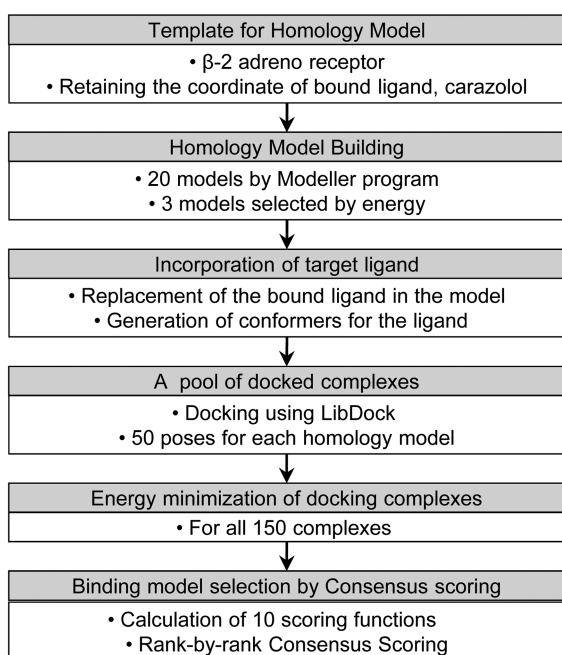 Template for Homology Model
• β-2 adreno receptor
• Retaining the coordinate of bound ligand, carazolol
Homology Model Building
• 20 models by Modeller program
• 3 models selected by energy
Incorporation of target ligand
• Replacement of the bound ligand in the model
• Generation of conformers for the ligand
A pool of docked complexes
• Docking using LibDock
• 50 poses for each homology model
Energy minimization of docking complexes
• For all 150 complexes
Binding model selection by Consensus scoring
• Calculation of 10 scoring functions
• Rank-by-rank Consensus Scoring